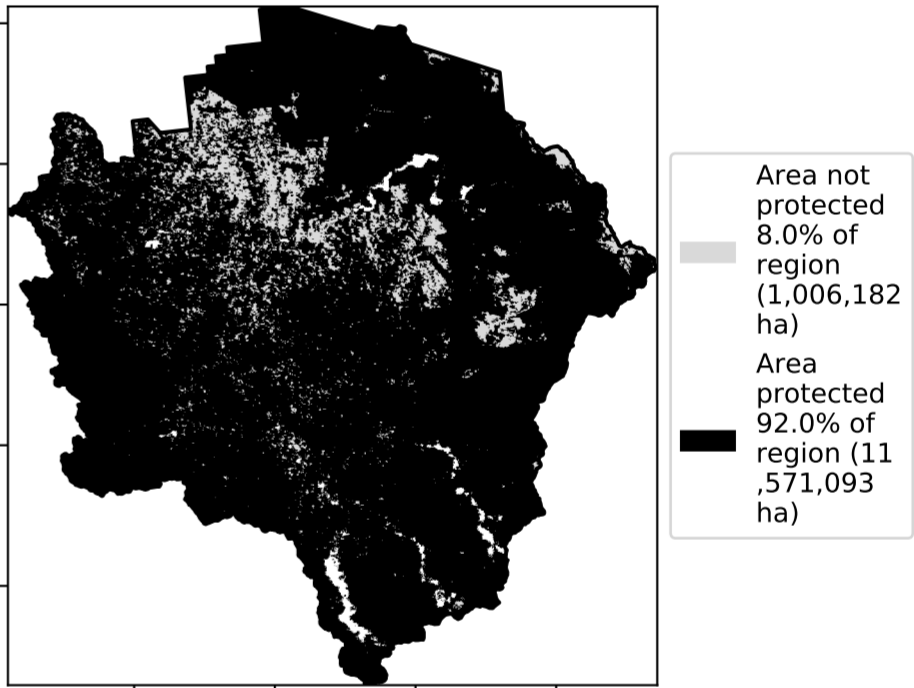 Area not
protected
8.0% of
region
(1,006,182
ha)
Area
protected
92.0% of
region (11
,571,093
ha)